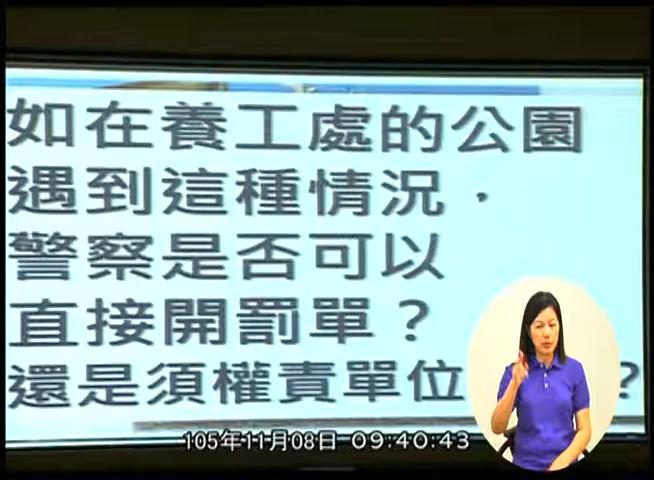 如在養工處的公園
遇到這種情況，
警察是否可以
直接開罰單？
還是須權責單位
?
105年11月08日 09:40:43